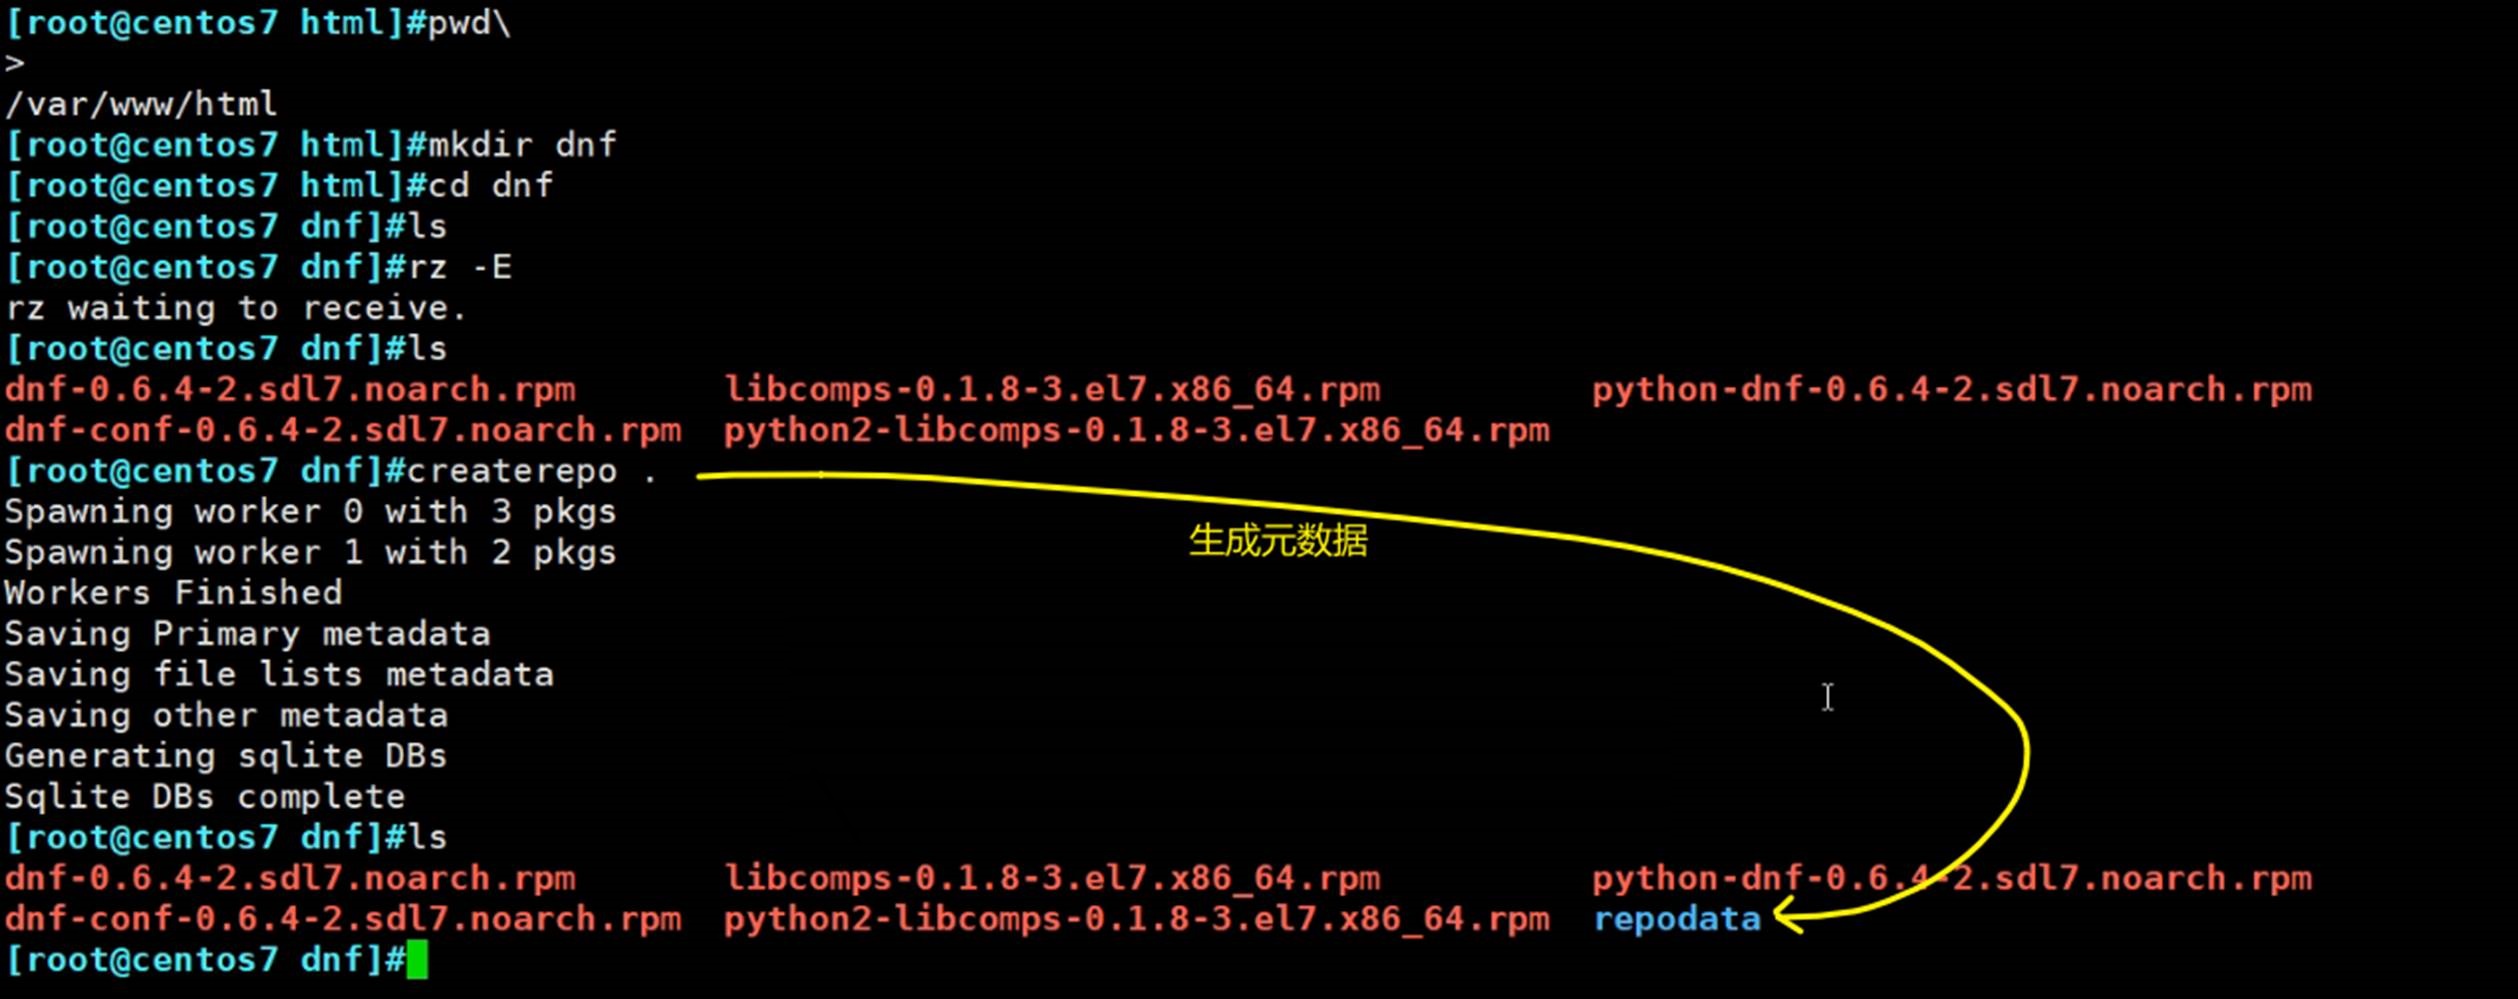 [root@centos7 html]#pwd\
>
/var/www/html
[root@centos7 html]#mkdir dnf
[root@centos7 html]#cd dnf
[root@centos7 dnf]#ls
[root@centos7 dnf]#rz -E
rz waiting to receive.
[root@centos7 dnf]#ls
dnf-0.6.4-2.sdl7.noarch.rpm libcomps-0.1.8-3.el7.x86_64.rpm python-dnf-0.6.4-2.sdl7.noarch.rpm
dnf-conf-0.6.4-2.sdl7.noarch.rpm python2-libcomps-0.1.8-3.el7.x86_64.rpm
[root@centos7 dnf]#createrepo .
Spawning worker 0 with 3 pkgs
生成元数据
Spawning worker 1 with 2 pkgs
Workers Finished
Saving Primary metadata
Saving file lists metadata
Saving other metadata
Generating sqlite DBs
Sqlite DBs complete
[root@centos7 dnf]#ls
dnf-0.6.4-2.sdl7.noarch.rpm libcomps-0.1.8-3.el7.x86_64.rpm python-dnf-0.6.4-2.sdl7.noarch.rpm
dnf-conf-0.6.4-2.sdl7.noarch.rpm python2-libcomps-0.1.8-3.el7.x86_64.rpm repodata
[root@centos7 dnf]#